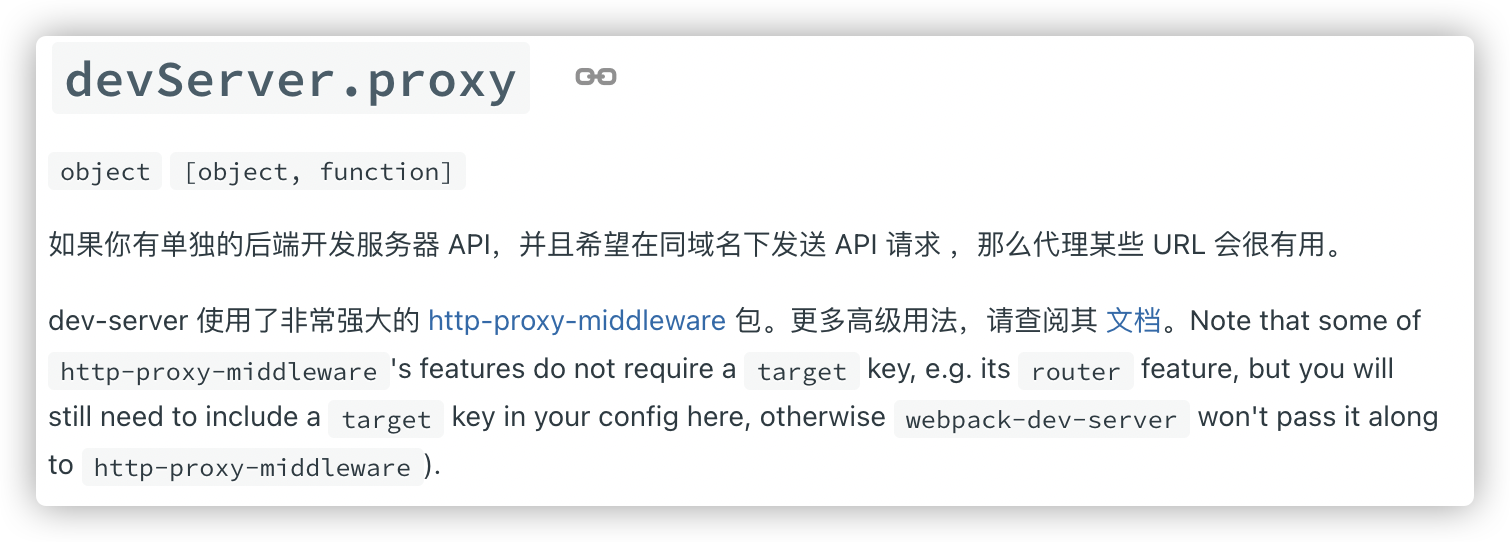 devServer.proxy
object [object, function]
如果你有单独的后端开发服务器 API，并且希望在同域名下发送 API 请求 ，那么代理某些 URL 会很有用。
dev-server 使用了非常强大的 http-proxy-middleware 包。更多高级用法，请查阅其 文档。Note that some of
http-proxy-middleware's features do not require a target key, e.g. its router feature, but you will
still need to include a target key in your config here, otherwise webpack-dev-server won't pass it along
to http-proxy-middleware).